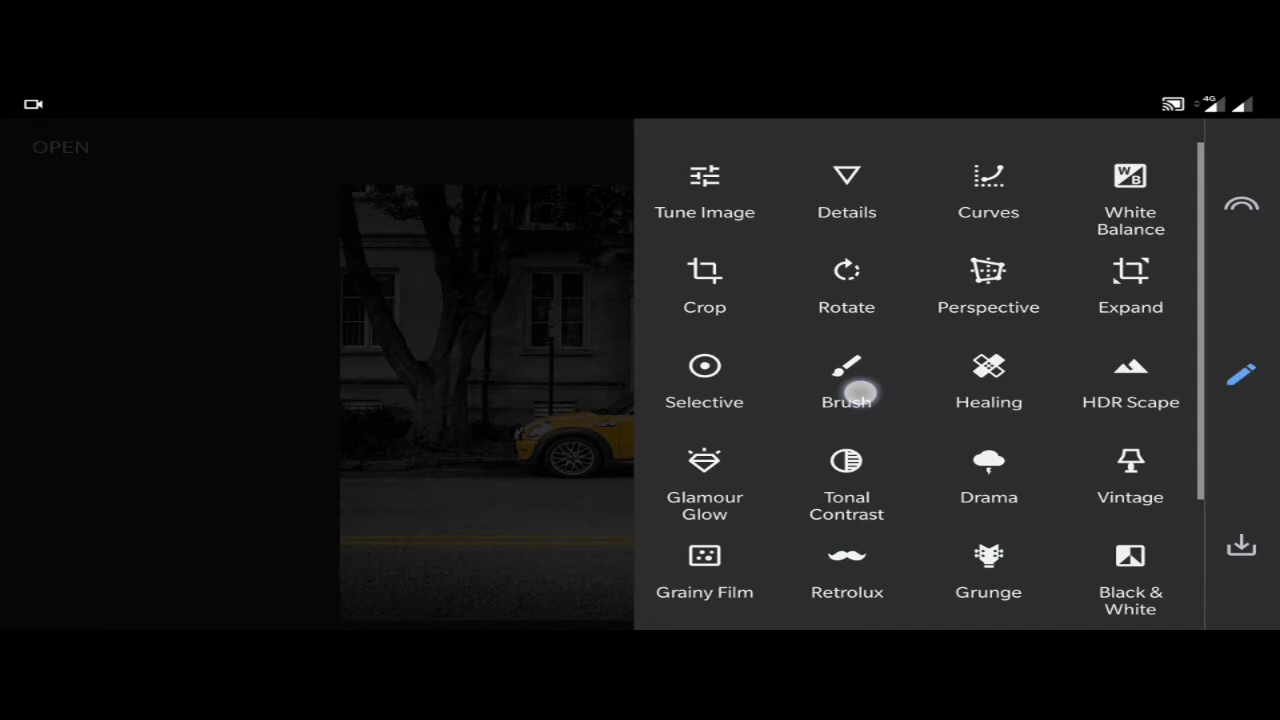 4G
OPEN
Tune Image
Details
Curves
White
Balance
Crop
Rotate
Perspective
Expand
Selective
Brush
Healing
HDR Scape
Glamour
Glow
Tonal
Contrast
Drama
Vintage
Grainy Film
Retrolux
Grunge
Black &
White